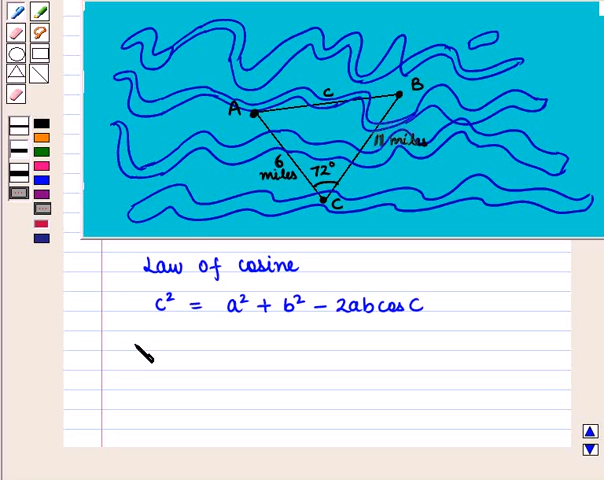 B
c
A
11 miles
6
miles
72°
C
Law of cosine
c² = a² + b² - 2ab cos C